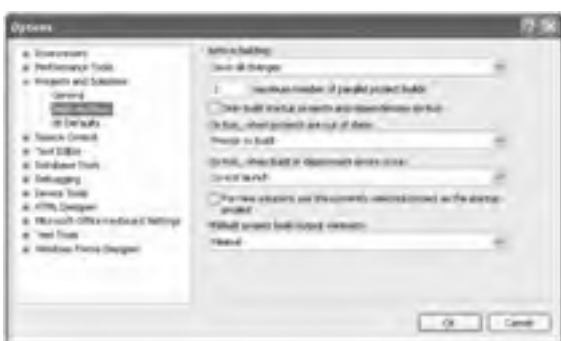 Options
Environment
Performance Tools
Projects and Solutions
General
Build and Run
VB Defaults
Source Control
Text Editor
Database Tools
Debugging
Device Tools
HTML Designer
Microsoft Office Keyboard Settings
Test Tools
Windows Forms Designer
Before building:
Save all changes
maximum number of parallel project builds
Only build startup projects and dependencies on Run
On Run, when projects are out of date:
Prompt to build
On Run, when build or deployment errors occur:
Do not launch
For new solutions use the currently selected project as the startup
project
MSBuild project build output verbosity:
Minimal
OK
Cancel